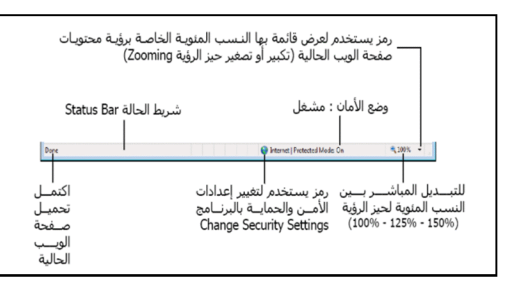 رمز يستخدم لعرض قائمة بها النسب المئوية الخاصة برؤية محتويات
صفحة الويب الحالية (تكبير أو تصغير حيز الرؤية Zooming)
وضع الأمان : مشغل
شريط الحالة Status Bar
Done
Internet | Protected Mode: On
100%
للتبديل المباشر بين
النسب المئوية لحيز الرؤية
(100% - 125% - 150%)
رمز يستخدم لتغيير إعدادات
الأمن والحماية بالبرنامج
Change Security Settings
اكتمل
تحميل
صفحة
الويب
الحالية